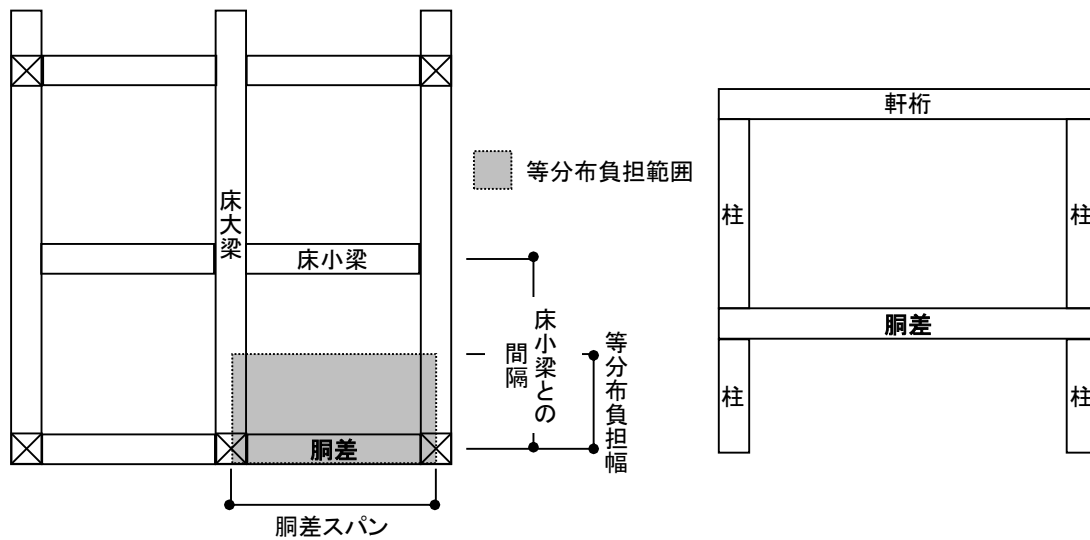 床大梁
床小梁
胴差
胴差スパン
等分布負担範囲
床小梁との
間隔
等分布負担幅
軒桁
柱
柱
胴差
柱
柱